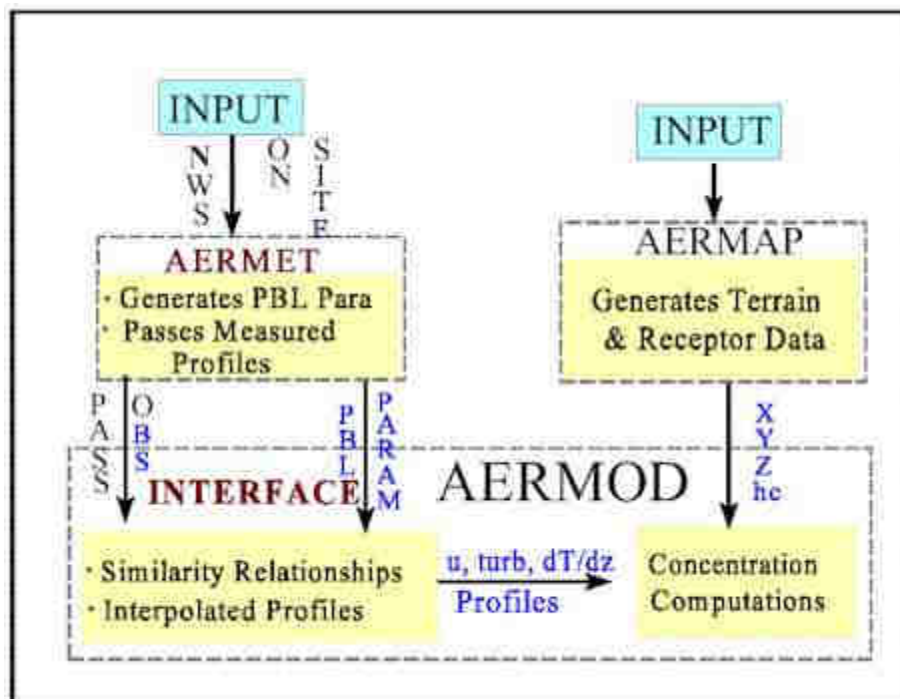 INPUT
NWS
ON
SITE
AERMET
· Generates PBL Para
· Passes Measured
Profiles
PASS
OBS
PBL
PARAM
INPUT
AERMAP
Generates Terrain
& Receptor Data
XYZ
hc
INTERFACE
AERMOD
· Similarity Relationships
· Interpolated Profiles
u, turb, dT/dz
Profiles
Concentration
Computations